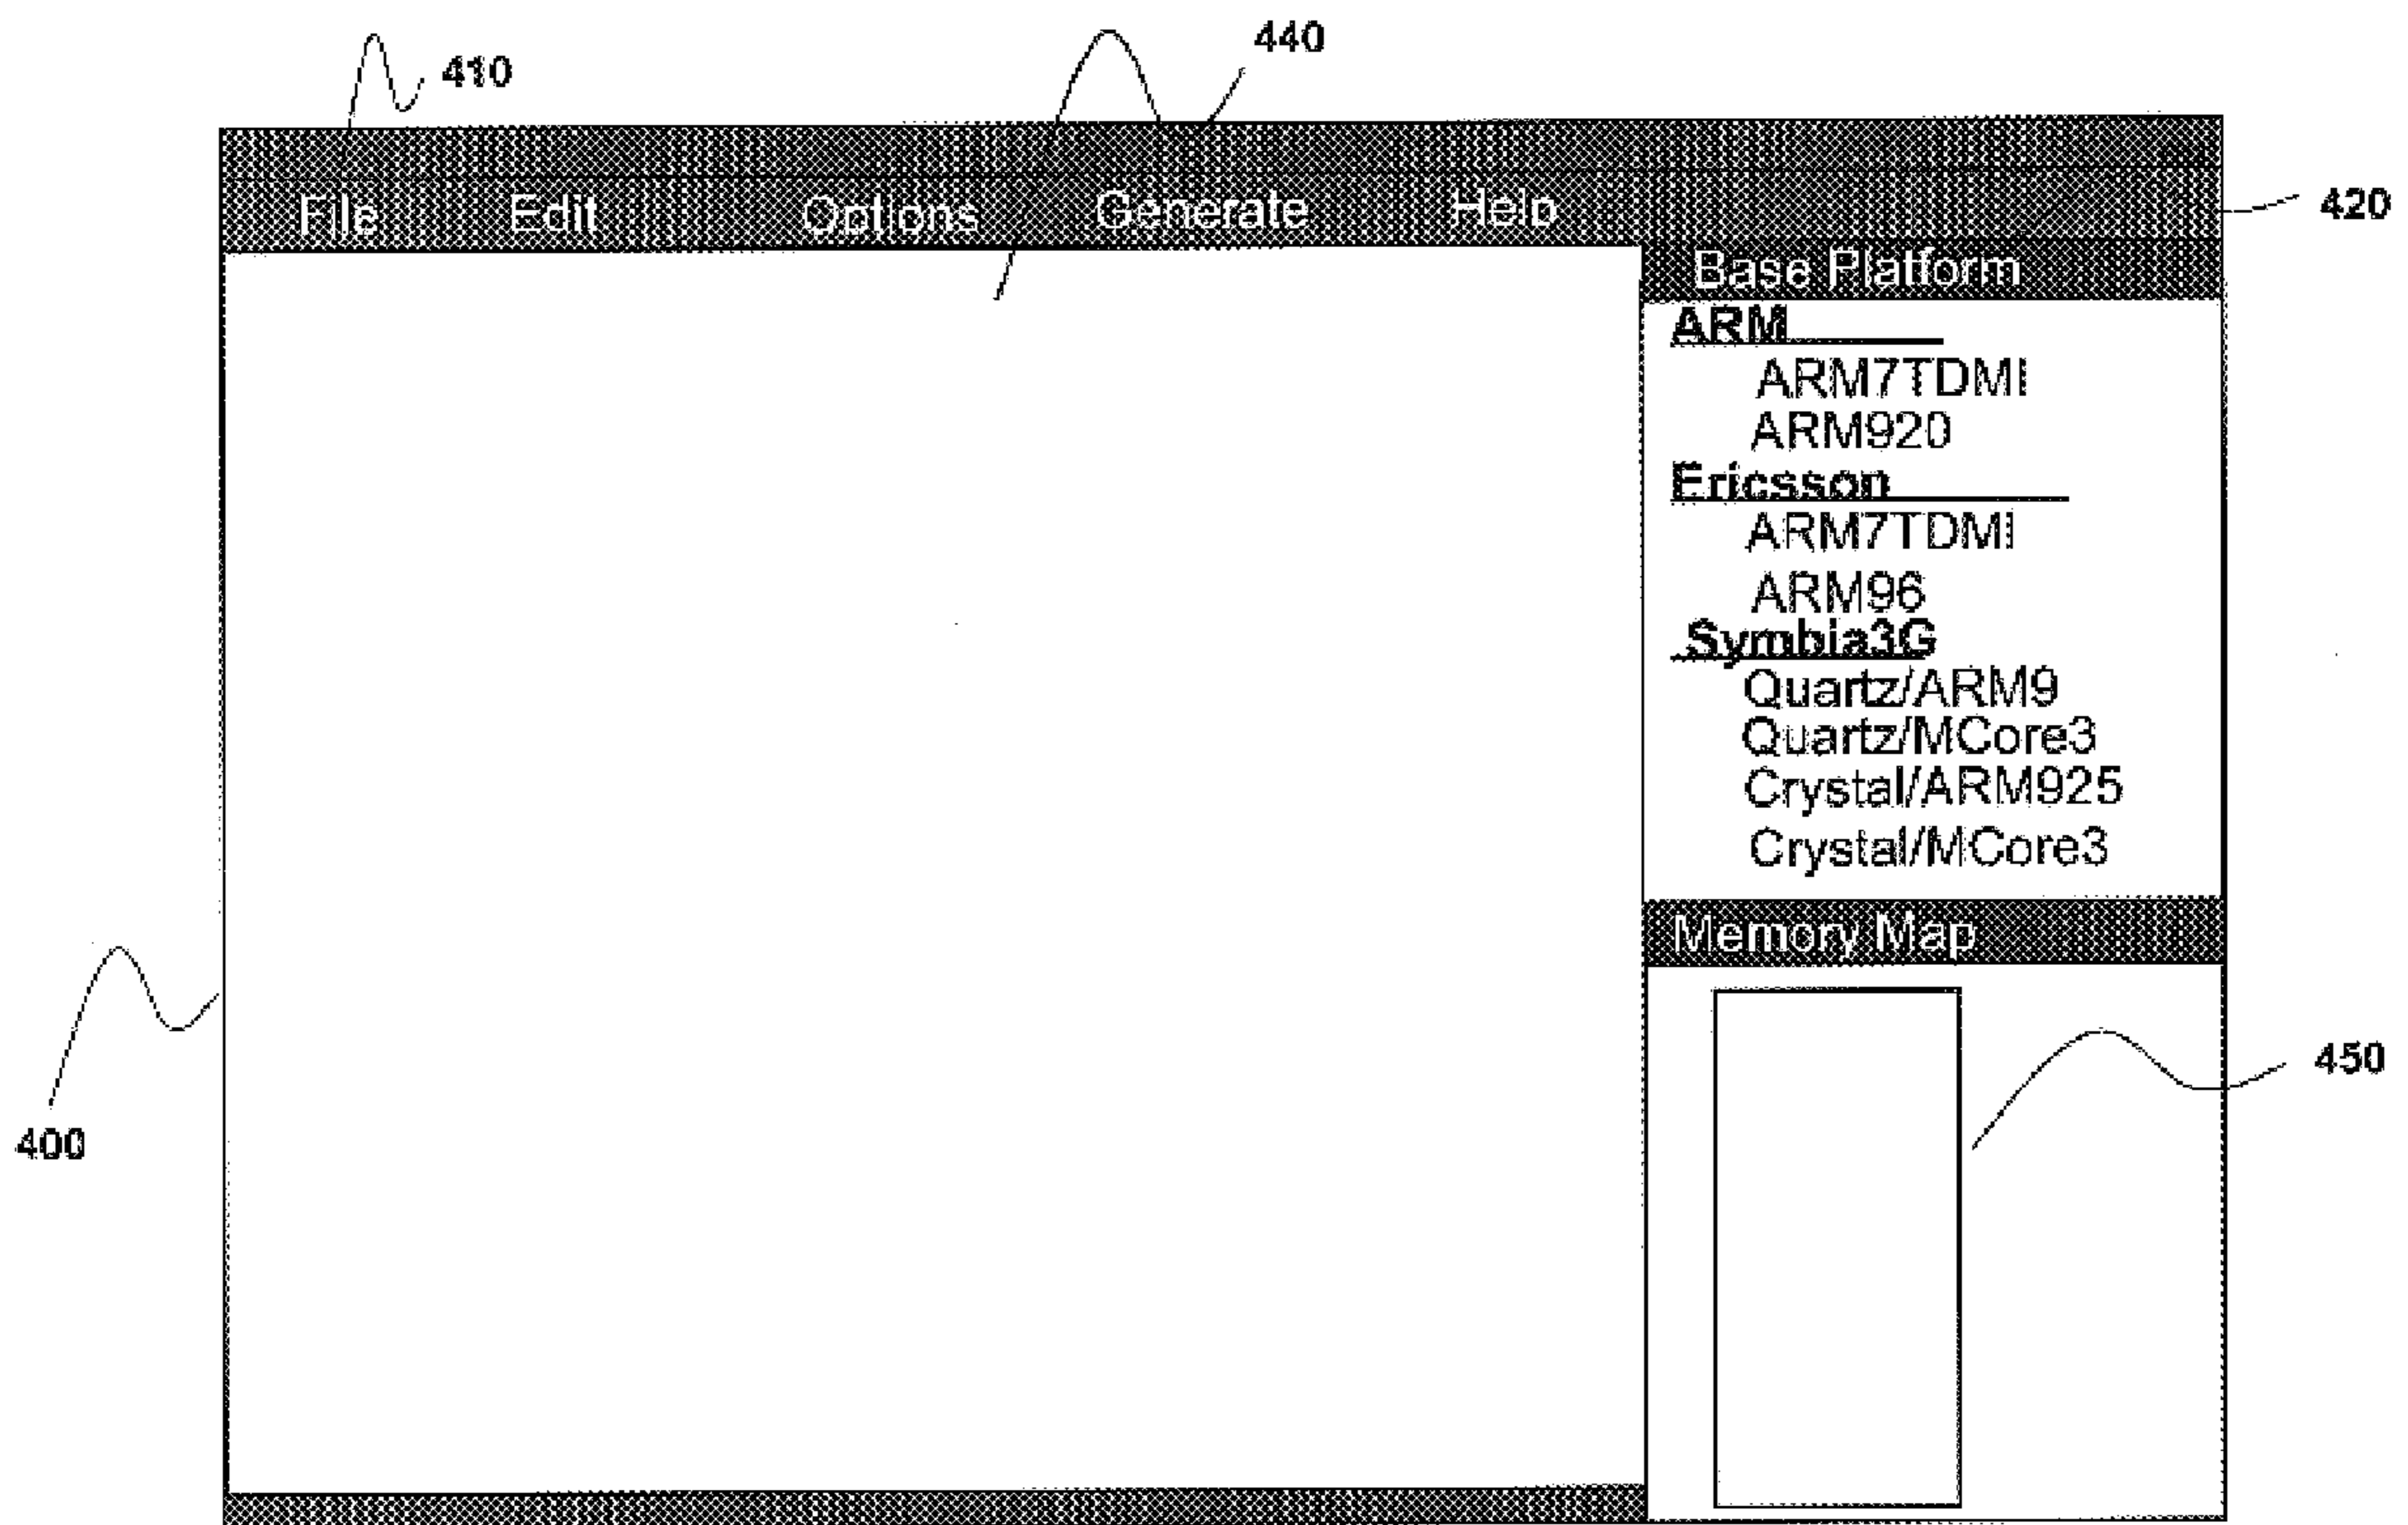 410
440
File Edit Options Generate Help
420
Base Platform
ARM
ARM7TDMI
ARM920
Ericsson
ARM7TDMI
ARM96
Symbia3G
Quartz/ARM9
Quartz/MCore3
Crystal/ARM925
Crystal/MCore3
Memory Map
450
400